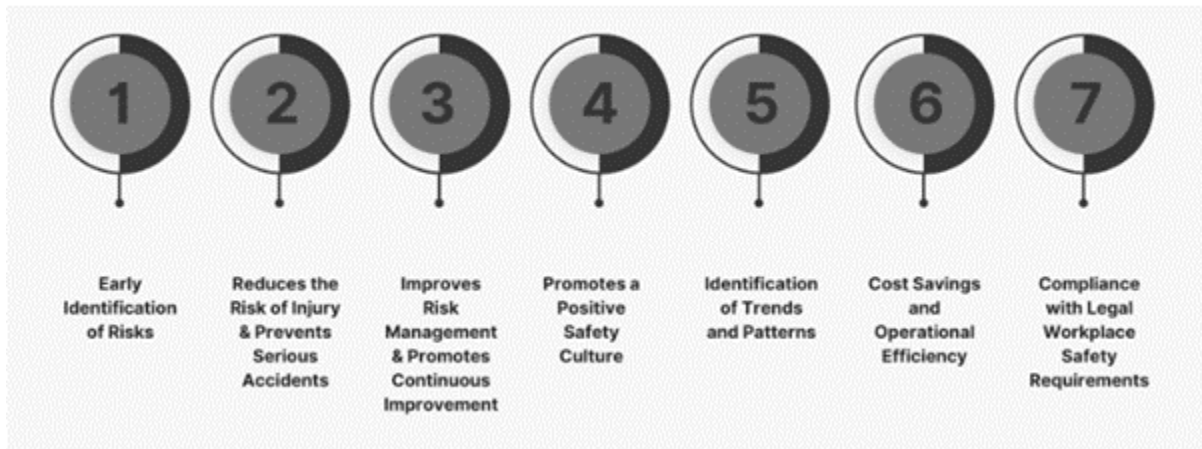 1
Early
Identification
of Risks
2
Reduces the
Risk of Injury
& Prevents
Serious
Accidents
3
Improves
Risk
Management
& Promotes
Continuous
Improvement
4
Promotes a
Positive
Safety
Culture
5
Identification
of Trends
and Patterns
6
Cost Savings
and
Operational
Efficiency
7
Compliance
with Legal
Workplace
Safety
Requirements